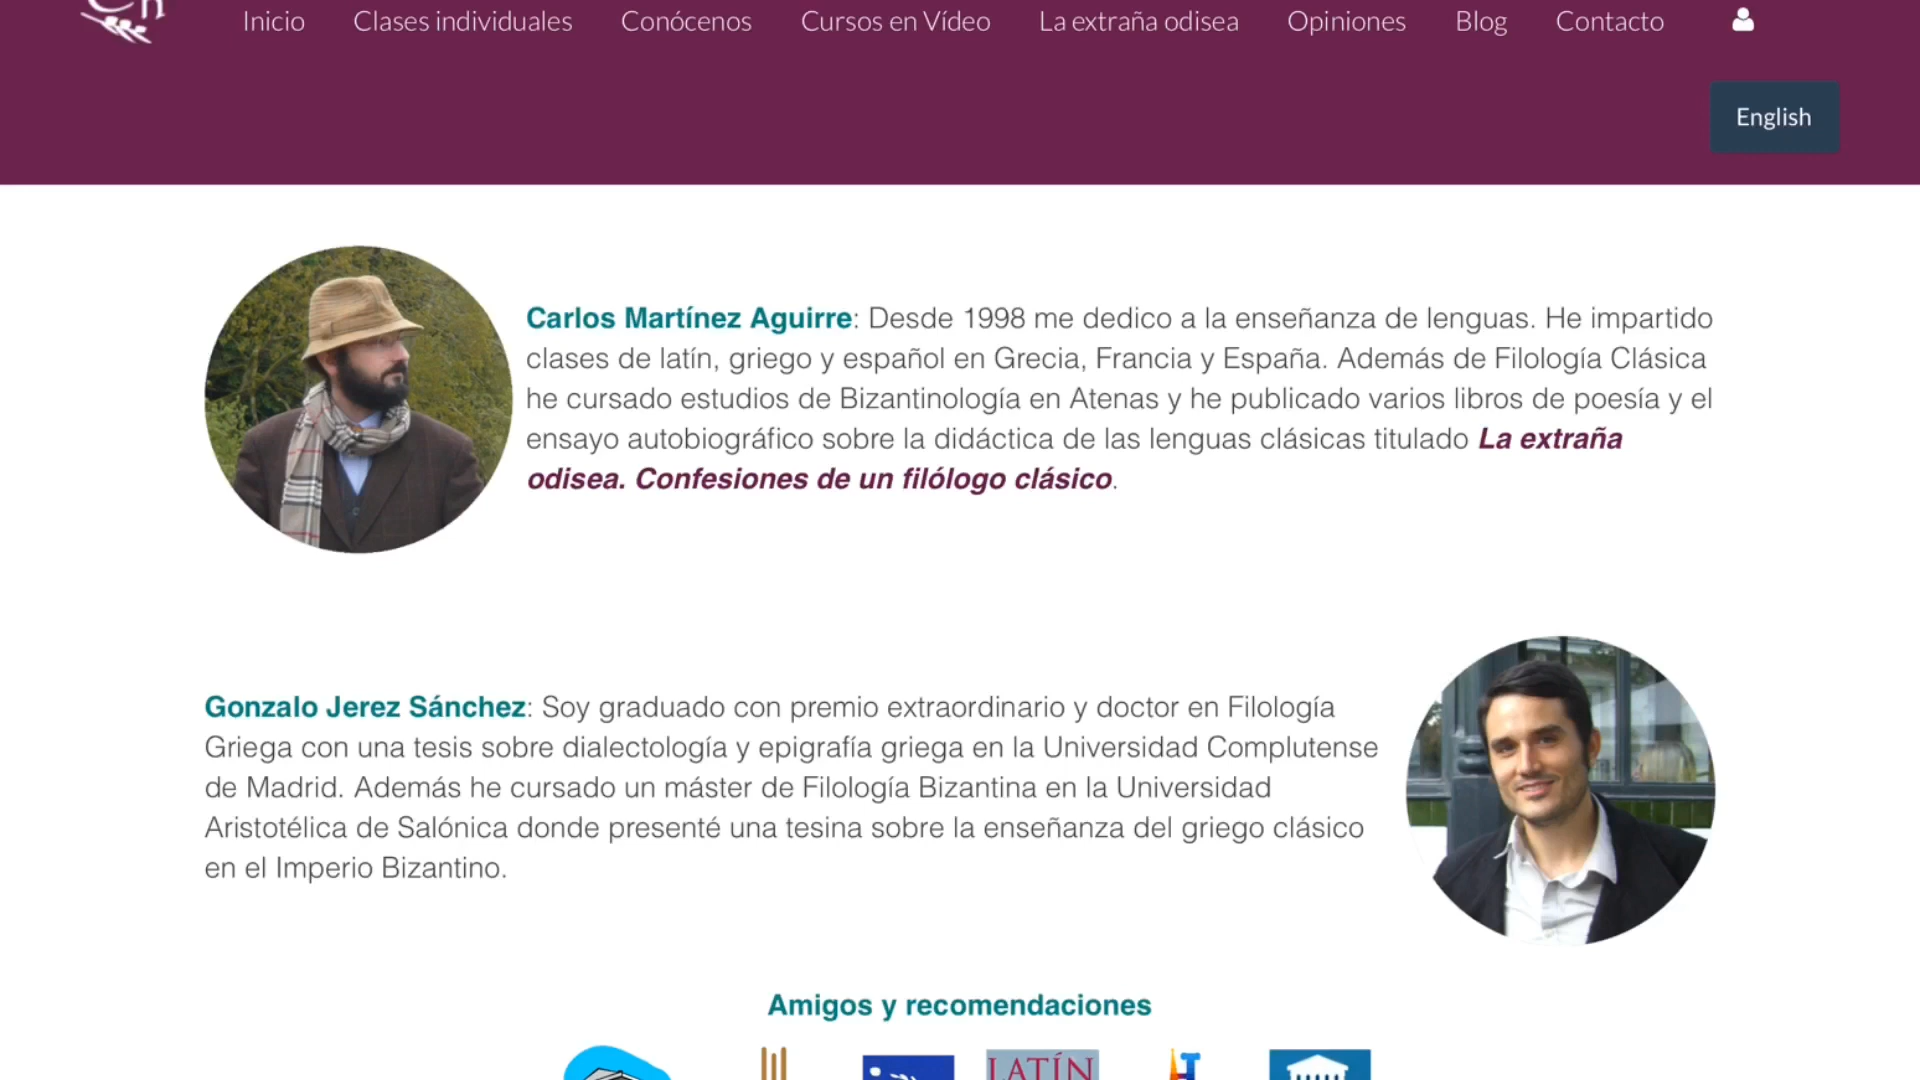 Inicio Clases individuales Conócenos Cursos en Vídeo La extraña odisea Opiniones Blog Contacto
English
Carlos Martínez Aguirre: Desde 1998 me dedico a la enseñanza de lenguas. He impartido
clases de latín, griego y español en Grecia, Francia y España. Además de Filología Clásica
he cursado estudios de Bizantinología en Atenas y he publicado varios libros de poesía y el
ensayo autobiográfico sobre la didáctica de las lenguas clásicas titulado La extraña
odisea. Confesiones de un filólogo clásico.
Gonzalo Jerez Sánchez: Soy graduado con premio extraordinario y doctor en Filología
Griega con una tesis sobre dialectología y epigrafía griega en la Universidad Complutense
de Madrid. Además he cursado un máster de Filología Bizantina en la Universidad
Aristotélica de Salónica donde presenté una tesina sobre la enseñanza del griego clásico
en el Imperio Bizantino.
Amigos y recomendaciones
LATÍN